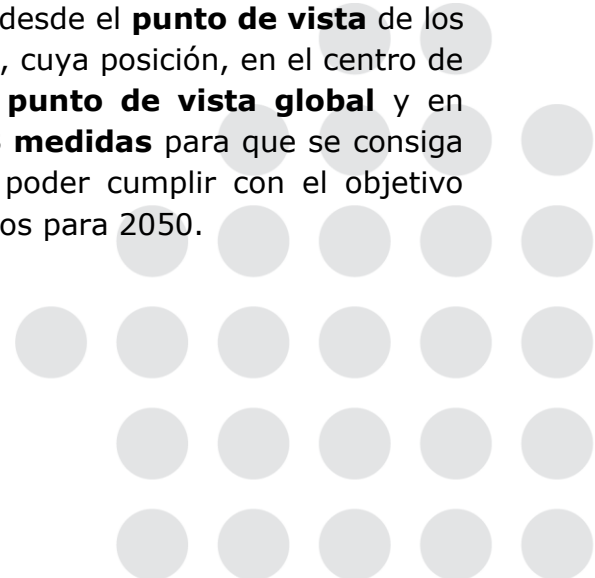 desde el punto de vista de los
, cuya posición, en el centro de
punto de vista global y en
medidas para que se consiga
poder cumplir con el objetivo
os para 2050.